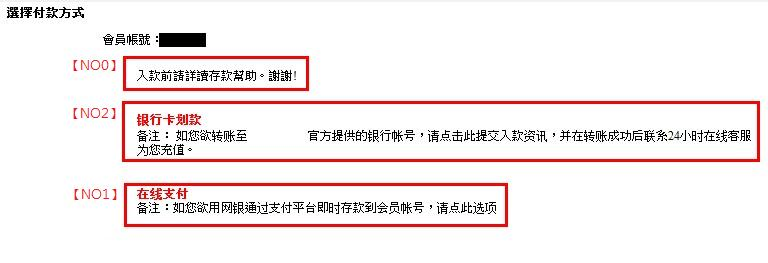 選擇付款方式
會員帳號：
【NO0】
入款前請詳讀存款幫助。謝謝!
【NO2】
银行卡划款
备注： 如您欲转账至 官方提供的银行帐号，请点击此提交入款资讯，并在转账成功后联系24小时在线客服
为您充值。
【NO1】
在线支付
备注：如您欲用网银通过支付平台即时存款到会员帐号，请点此选项